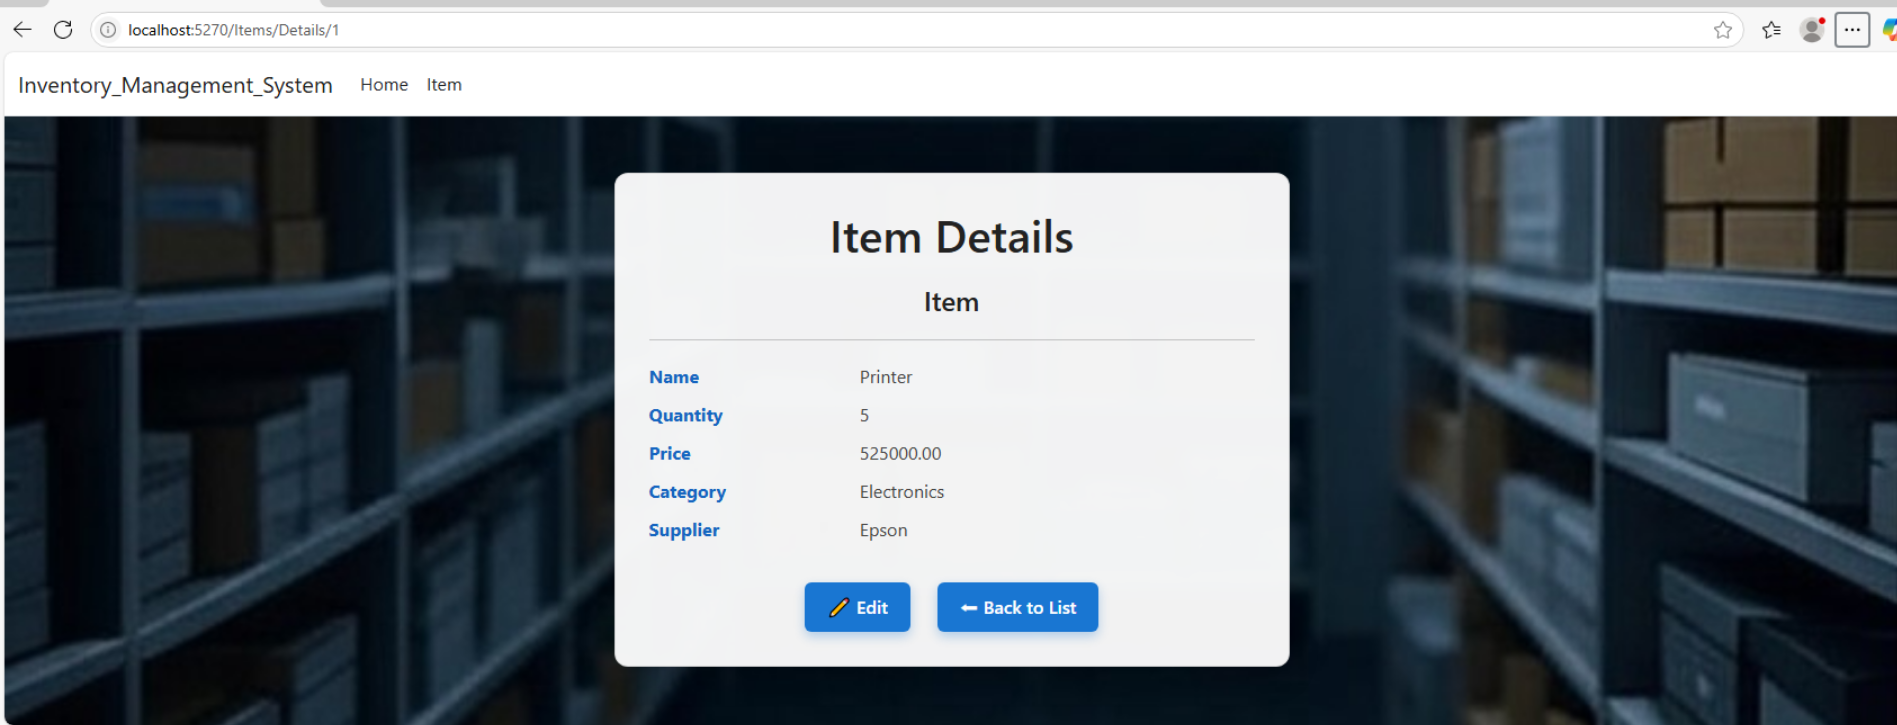 localhost:5270/Items/Details/1
Inventory_Management_System Home Item
Item Details
Item
Name Printer
Quantity 5
Price 525000.00
Category Electronics
Supplier Epson
Edit Back to List